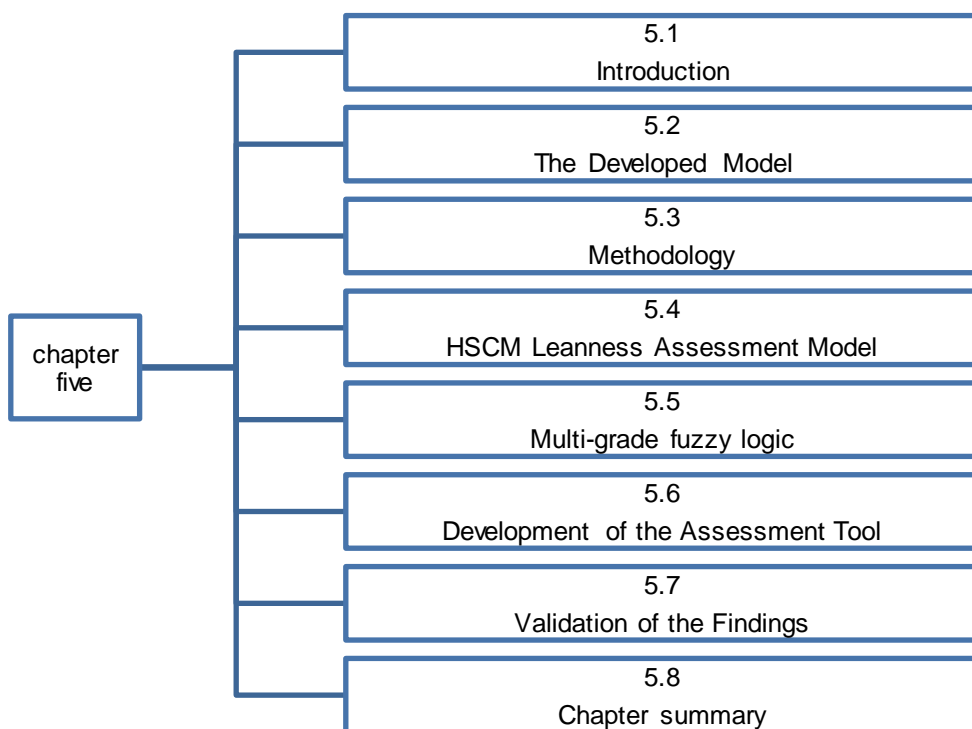 chapter
five
5.1
Introduction
5.2
The Developed Model
5.3
Methodology
5.4
HSCM Leanness Assessment Model
5.5
Multi-grade fuzzy logic
5.6
Development of the Assessment Tool
5.7
Validation of the Findings
5.8
Chapter summary